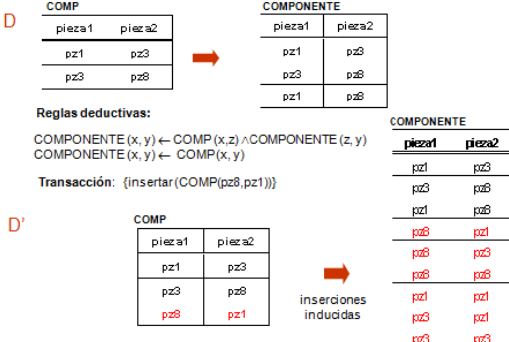 D
COMP
pieza1 pieza2
pz1 pz3
pz3 pz8
COMPONENTE
pieza1 pieza2
pz1 pz3
pz3 pz8
pz1 pz8
Reglas deductivas:
COMPONENTE (x, y) ← COMP (x,z) ∧ COMPONENTE (z, y)
COMPONENTE (x, y) ← COMP(x, y)
Transacción: {insertar (COMP(pz8,pz1))}
D'
COMP
pieza1 pieza2
pz1 pz3
pz3 pz8
pz8 pz1
inserciones
inducidas
COMPONENTE
pieza1 pieza2
pz1 pz3
pz3 pz8
pz1 pz8
pz8 pz1
pz8 pz3
pz8 pz8
pz1 pz1
pz3 pz1
pz3 pz3